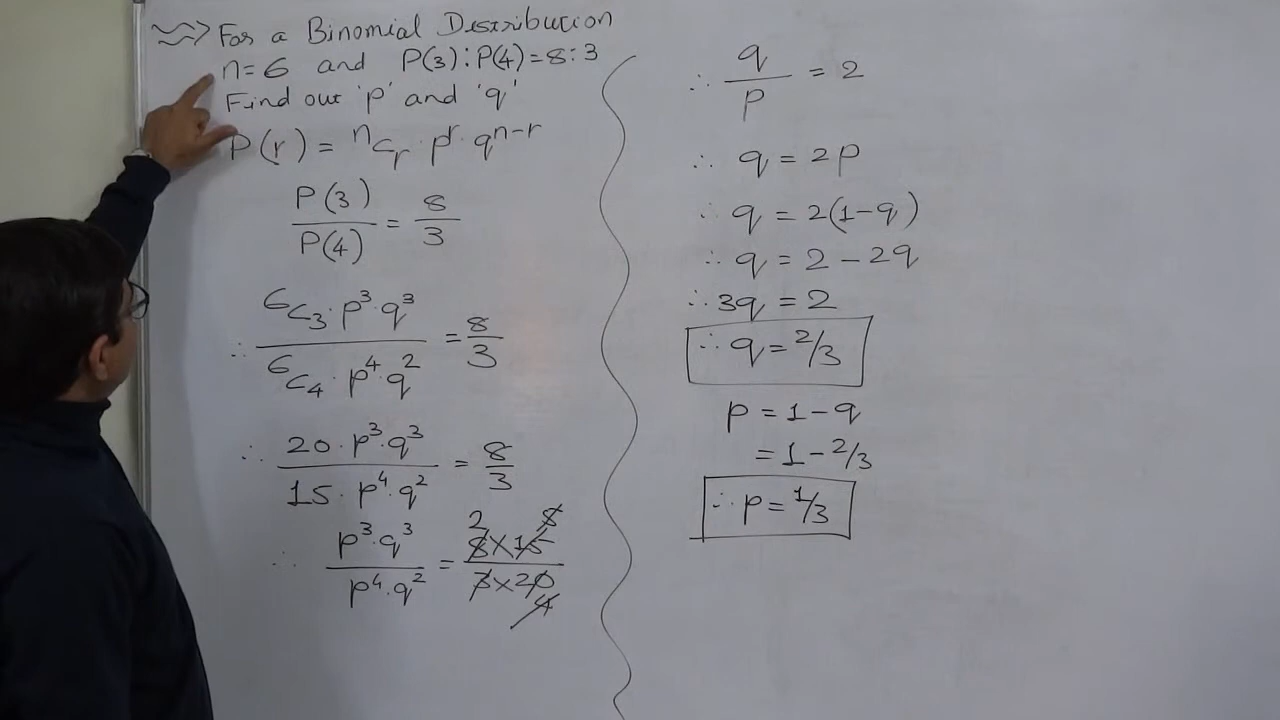 For a Binomial Distribution
n=6 and P(3):P(4)=8:3
Find out 'p' and 'q'
P(r) = ⁿCᵣ · pʳ · qⁿ⁻ʳ
P(3)
/ P(4) = 8/3
∴ ⁶C₃ · p³ · q³
/ ⁶C₄ · p⁴ · q² = 8/3
∴ 20 · p³ · q³
/ 15 · p⁴ · q² = 8/3
∴ p³ · q³ / p⁴ · q² = 8×15 / 3×20
2 5
4
∴ q/p = 2
∴ q = 2p
∴ q = 2(1-q)
∴ q = 2 - 2q
∴ 3q = 2
∴ q = 2/3
p = 1 - q
= 1 - 2/3
∴ p = 1/3